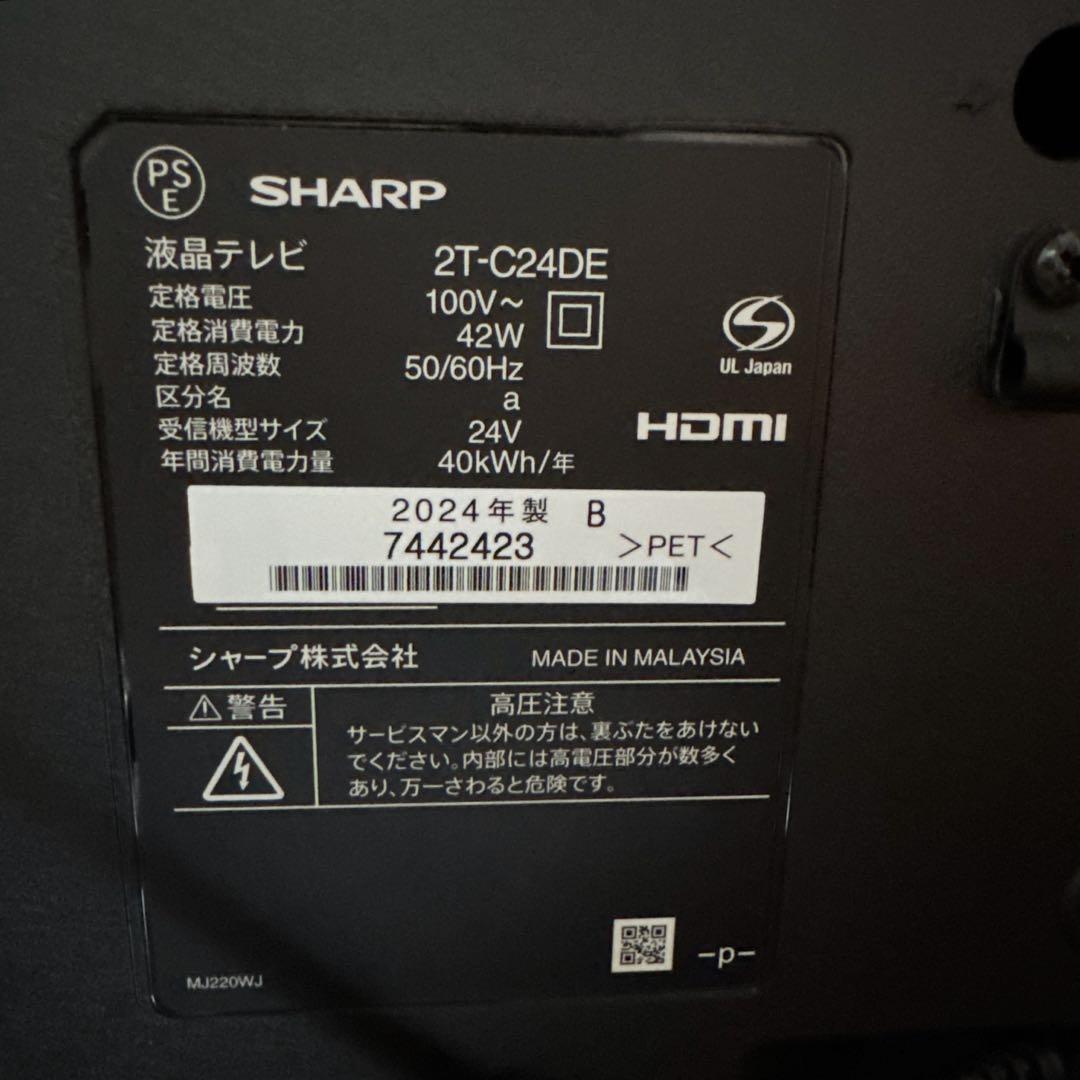 PS
E
SHARP
液晶テレビ 2T-C24DE
定格電圧 100V～
定格消費電力 42W
定格周波数 50/60Hz
区分名 a
受信機型サイズ 24V
年間消費電力量 40kWh/年
UL Japan
HDMI
2024年製 B
7442423 >PET<
シャープ株式会社 MADE IN MALAYSIA
警告
高圧注意
サービスマン以外の方は、裏ぶたをあけない
でください。内部には高電圧部分が数多く
あり、万一さわると危険です。
MJ220WJ
-p-